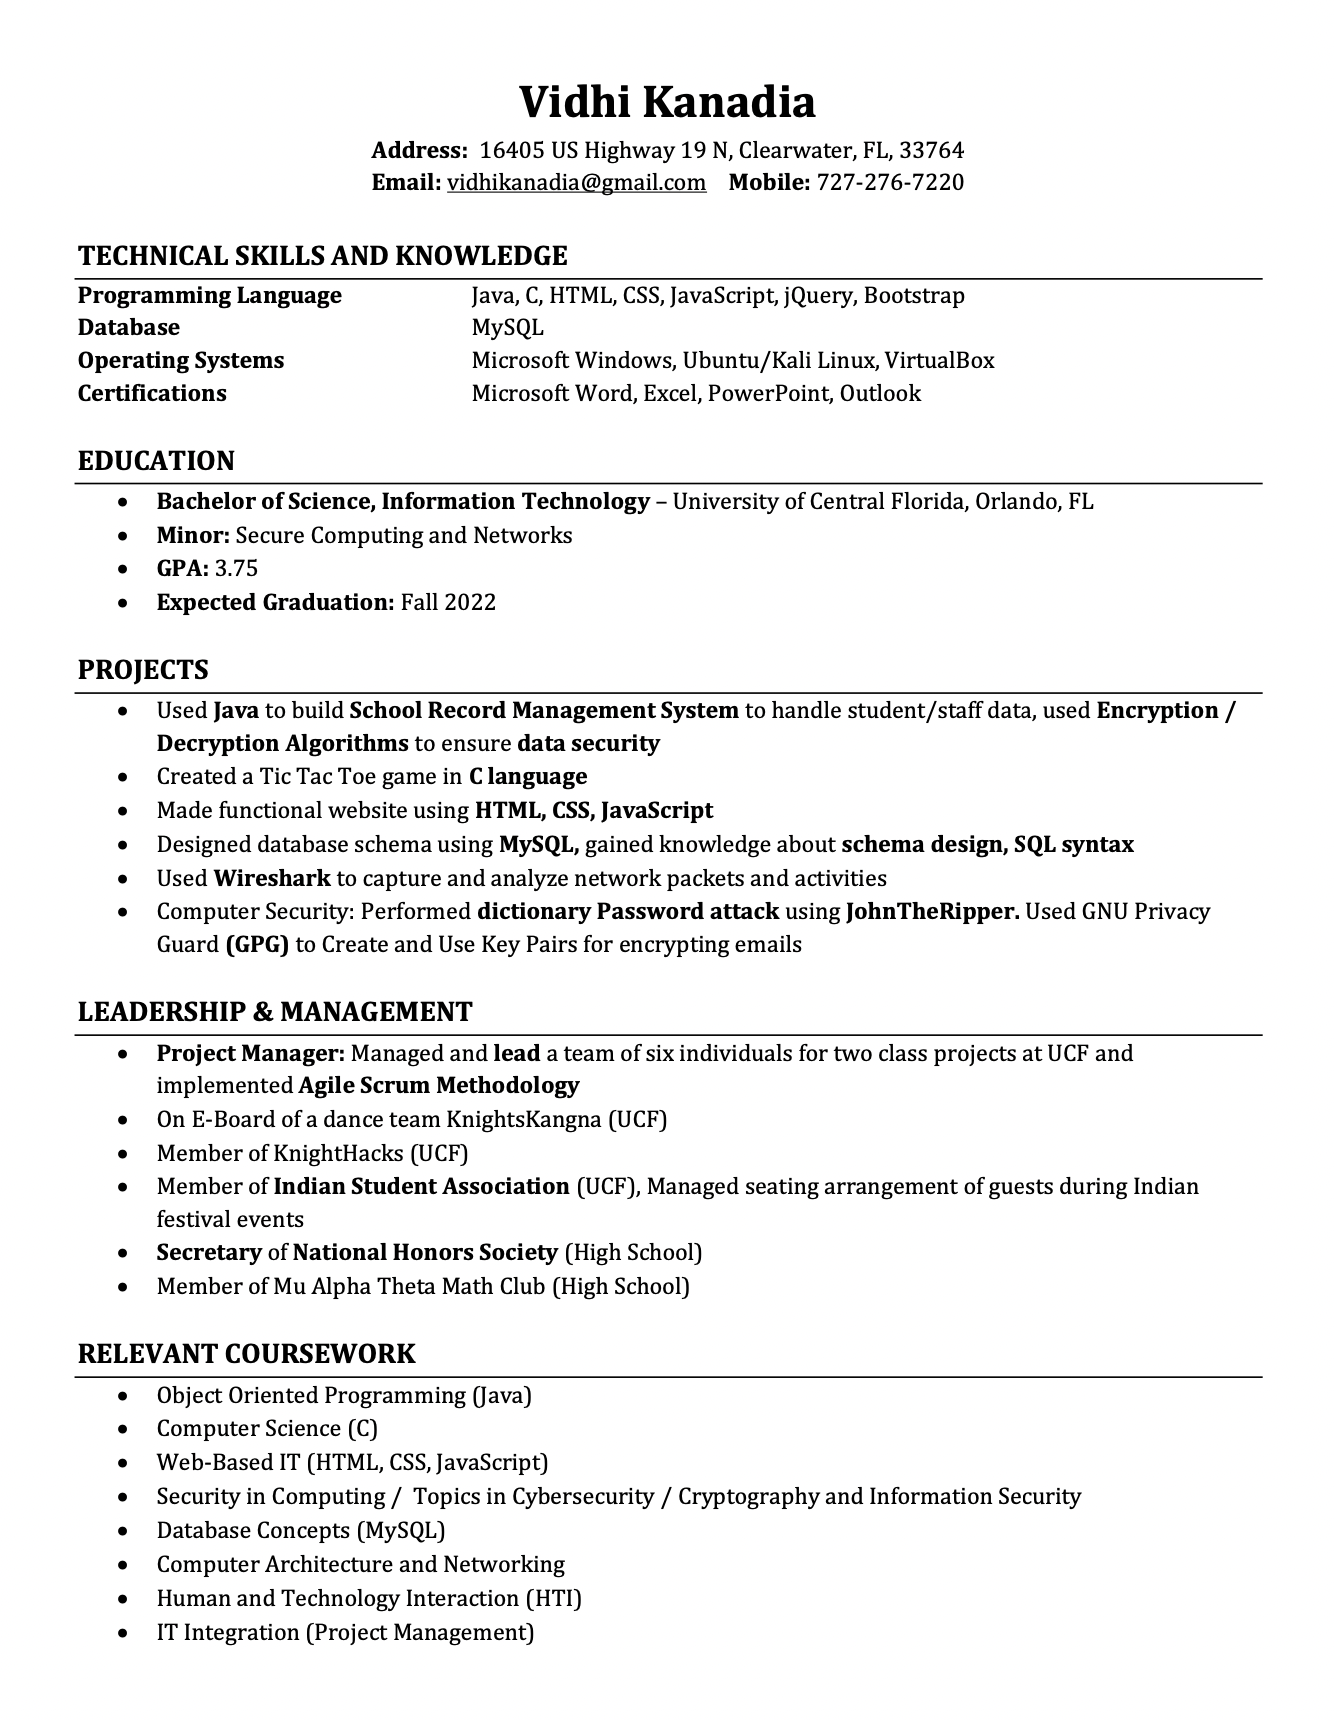 Vidhi Kanadia
Address:  16405 US Highway 19 N, Clearwater, FL, 33764
Email: vidhikanadia@gmail.com   Mobile: 727-276-7220
TECHNICAL SKILLS AND KNOWLEDGE
Programming Language   Java, C, HTML, CSS, JavaScript, jQuery, Bootstrap
Database   MySQL
Operating Systems   Microsoft Windows, Ubuntu/Kali Linux, VirtualBox
Certifications   Microsoft Word, Excel, PowerPoint, Outlook
EDUCATION
• Bachelor of Science, Information Technology – University of Central Florida, Orlando, FL
• Minor: Secure Computing and Networks
• GPA: 3.75
• Expected Graduation: Fall 2022
PROJECTS
• Used Java to build School Record Management System to handle student/staff data, used Encryption /
Decryption Algorithms to ensure data security
• Created a Tic Tac Toe game in C language
• Made functional website using HTML, CSS, JavaScript
• Designed database schema using MySQL, gained knowledge about schema design, SQL syntax
• Used Wireshark to capture and analyze network packets and activities
• Computer Security: Performed dictionary Password attack using JohnTheRipper. Used GNU Privacy
Guard (GPG) to Create and Use Key Pairs for encrypting emails
LEADERSHIP & MANAGEMENT
• Project Manager: Managed and lead a team of six individuals for two class projects at UCF and
implemented Agile Scrum Methodology
• On E-Board of a dance team KnightsKangna (UCF)
• Member of KnightHacks (UCF)
• Member of Indian Student Association (UCF), Managed seating arrangement of guests during Indian
festival events
• Secretary of National Honors Society (High School)
• Member of Mu Alpha Theta Math Club (High School)
RELEVANT COURSEWORK
• Object Oriented Programming (Java)
• Computer Science (C)
• Web-Based IT (HTML, CSS, JavaScript)
• Security in Computing /  Topics in Cybersecurity / Cryptography and Information Security
• Database Concepts (MySQL)
• Computer Architecture and Networking
• Human and Technology Interaction (HTI)
• IT Integration (Project Management)